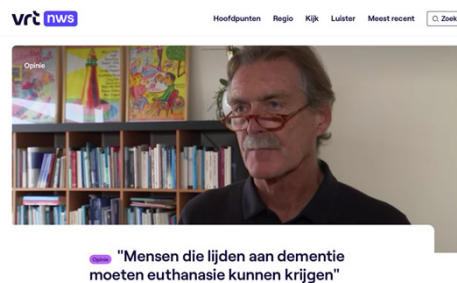 vrt nws
Hoofdpunten Regio Kijk Luister Meest recent Zoek
Opinie
Opinie "Mensen die lijden aan dementie
moeten euthanasie kunnen krijgen"